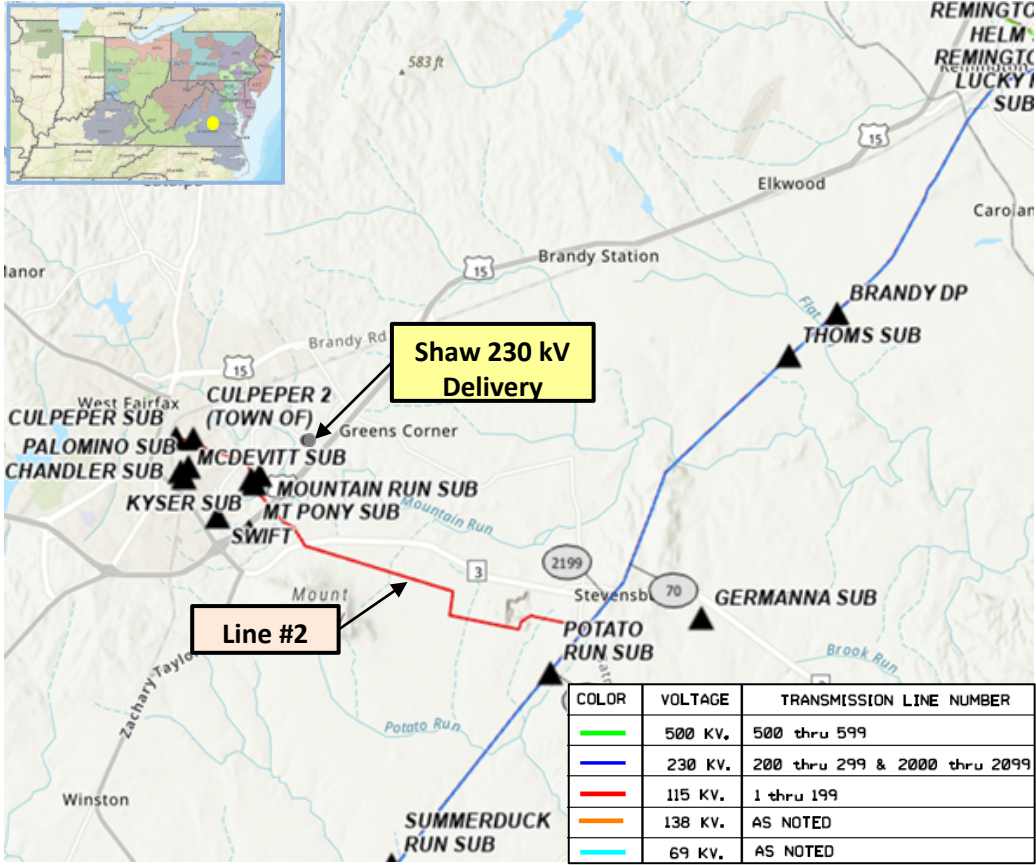 REMINGTO
HELM S
REMINGTO
LUCKY H
SUB
583 ft
15
Elkwood
Carolan
Manor
Brandy Station
15
BRANDY DP
Flat
THOMS SUB
Brandy Rd
Shaw 230 kV
Delivery
15
West Fairfax
CULPEPER 2
(TOWN OF)
CULPEPER SUB
Greens Corner
PALOMINO SUB
MCDEVITT SUB
CHANDLER SUB
MOUNTAIN RUN SUB
KYSER SUB
MT PONY SUB
Mountain Run
SWIFT
2199
3
70
Mount
Stevensb
GERMANNA SUB
Line #2
POTATO
RUN SUB
Brook Run
Zachary Taylor
Potato Run
Winston
SUMMERDUCK
RUN SUB
COLOR VOLTAGE TRANSMISSION LINE NUMBER
500 KV. 500 thru 599
230 KV. 200 thru 299 & 2000 thru 2099
115 KV. 1 thru 199
138 KV. AS NOTED
69 KV. AS NOTED